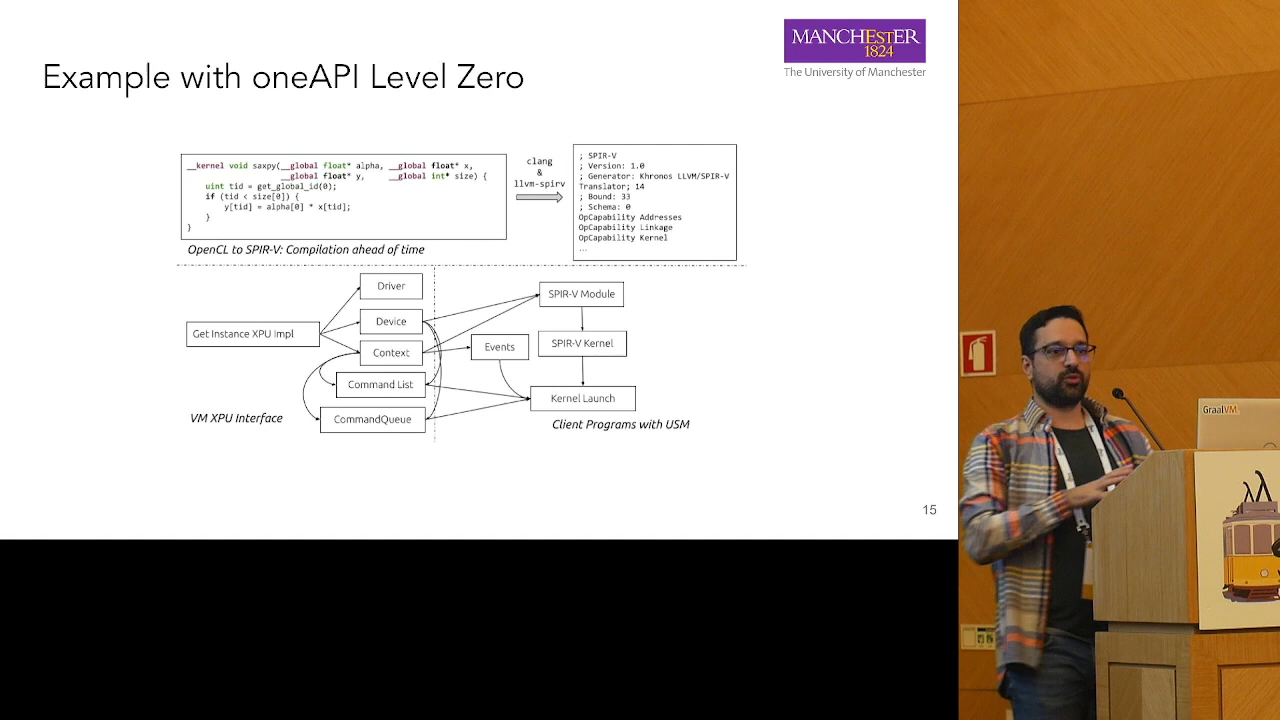 MANCHESTER
1824
The University of Manchester
Example with oneAPI Level Zero
__kernel void saxpy(__global float* alpha, __global float* x,
__global float* y, __global int* size) {
uint tid = get_global_id(0);
if (tid < size[0]) {
y[tid] = alpha[0] * x[tid];
}
}
clang
&
llvm-spirv
; SPIR-V
; Version: 1.0
; Generator: Khronos LLVM/SPIR-V
Translator; 14
; Bound: 33
; Schema: 0
OpCapability Addresses
OpCapability Linkage
OpCapability Kernel
...
OpenCL to SPIR-V: Compilation ahead of time
Get Instance XPU Impl
Driver
Device
Context
Command List
CommandQueue
VM XPU Interface
Events
SPIR-V Module
SPIR-V Kernel
Kernel Launch
Client Programs with USM
15
GraalVM